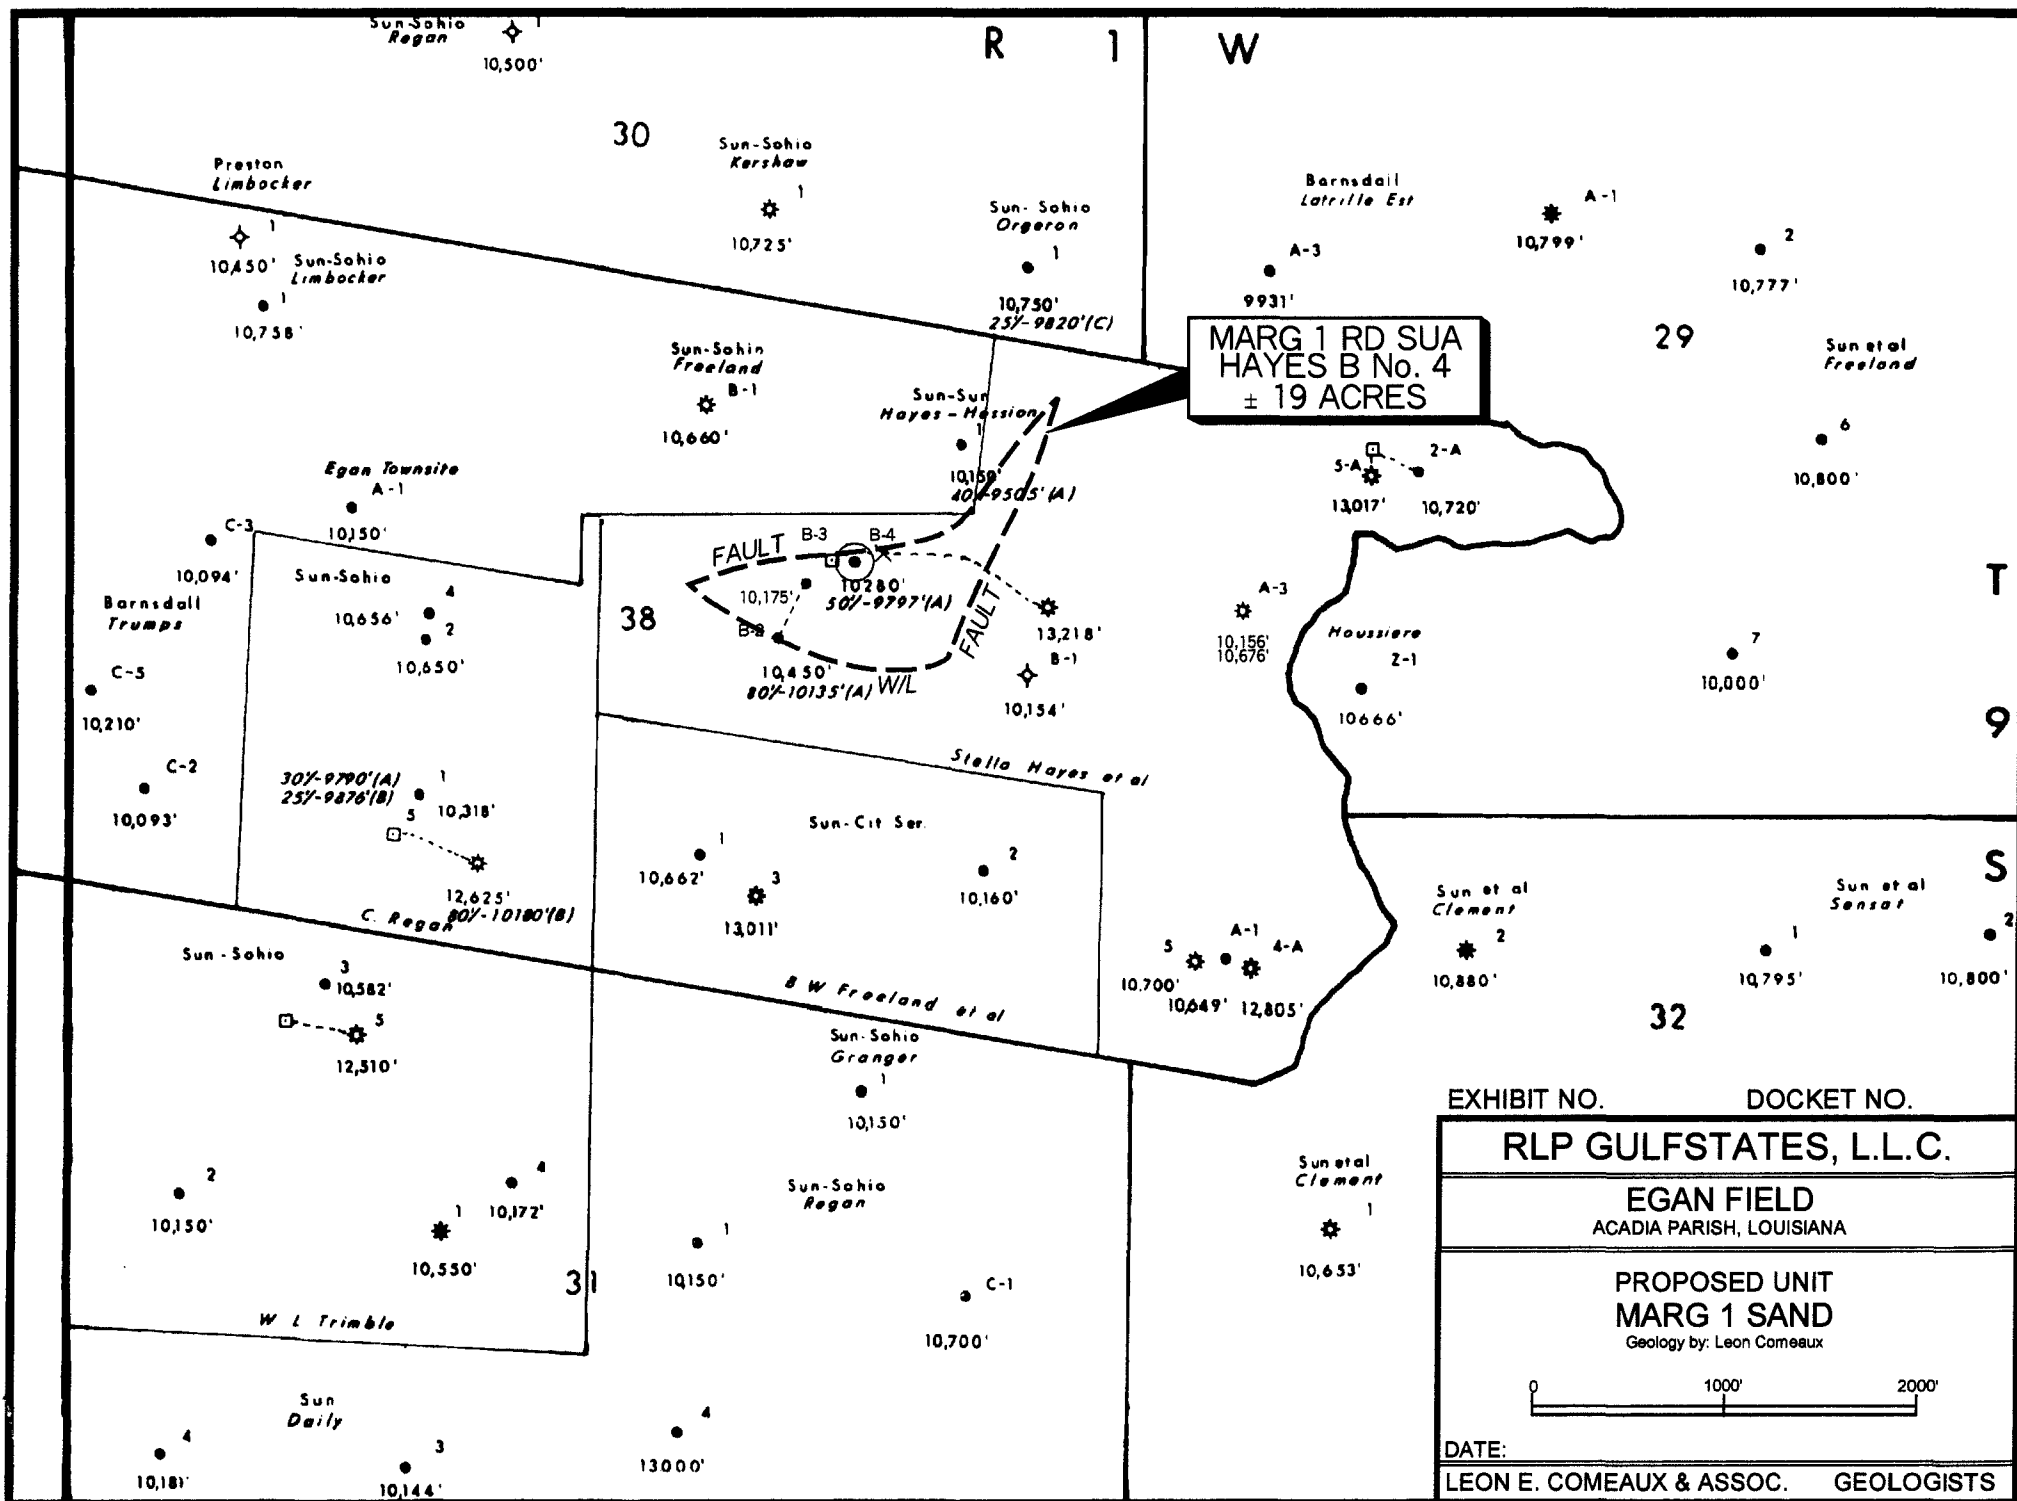 Sun-Sohio
Regan
1
10,500'
R 1 W
30
Preston
Limbocker
1
10,450'
Sun-Sohio
Limbocker
1
10,758'
Sun-Sohio
Kershaw
1
10,725'
Sun-Sohio
Orgeron
1
10,750'
25'/-9820'(C)
Barnsdall
Latrille Est
A-1
10,799'
A-3
9931'
2
10,777'
29
MARG 1 RD SUA
HAYES B No. 4
± 19 ACRES
Sun et al
Freeland
6
10,800'
Sun-Sohio
Freeland
B-1
10,660'
Sun-Sun
Hayes-Hession
1
10,150'
40'/-9505'(A)
Egan Townsite
A-1
10,150'
C-3
10,094'
5-A
13,017'
2-A
10,720'
FAULT
B-3
B-4
10280'
50'/-9797'(A)
10,175'
B-2
10,450'
80'/-10135'(A)
W/L
FAULT
38
13,218'
B-1
10,154'
A-3
10,156'
10,676'
Houssiere
Z-1
10666'
7
10,000'
T
9
S
Barnsdall
Trumps
Sun-Sohio
4
10,656'
2
10,650'
C-5
10,210'
C-2
10,093'
30'/-9790'(A)
25'/-9876'(B)
1
10,318'
5
12,625'
80'/-10180'(B)
C. Regan
Stella Hayes et al
Sun-Cit Ser.
1
10,662'
3
13,011'
2
10,160'
B W Freeland et al
5
10,700'
A-1
10,649'
4-A
12,805'
Sun et al
Clement
2
10,880'
Sun et al
Sensat
1
10,795'
2
10,800'
32
Sun-Sohio
3
10,582'
5
12,510'
Sun-Sohio
Granger
1
10,150'
2
10,150'
4
10,172'
1
10,550'
31
W L Trimble
Sun-Sohio
Regan
1
10,150'
C-1
10,700'
Sun et al
Clement
1
10,653'
Sun
Daily
4
10,181'
3
10,144'
4
13,000'
EXHIBIT NO. DOCKET NO.
RLP GULFSTATES, L.L.C.
EGAN FIELD
ACADIA PARISH, LOUISIANA
PROPOSED UNIT
MARG 1 SAND
Geology by: Leon Comeaux
0 1000' 2000'
DATE:
LEON E. COMEAUX & ASSOC. GEOLOGISTS